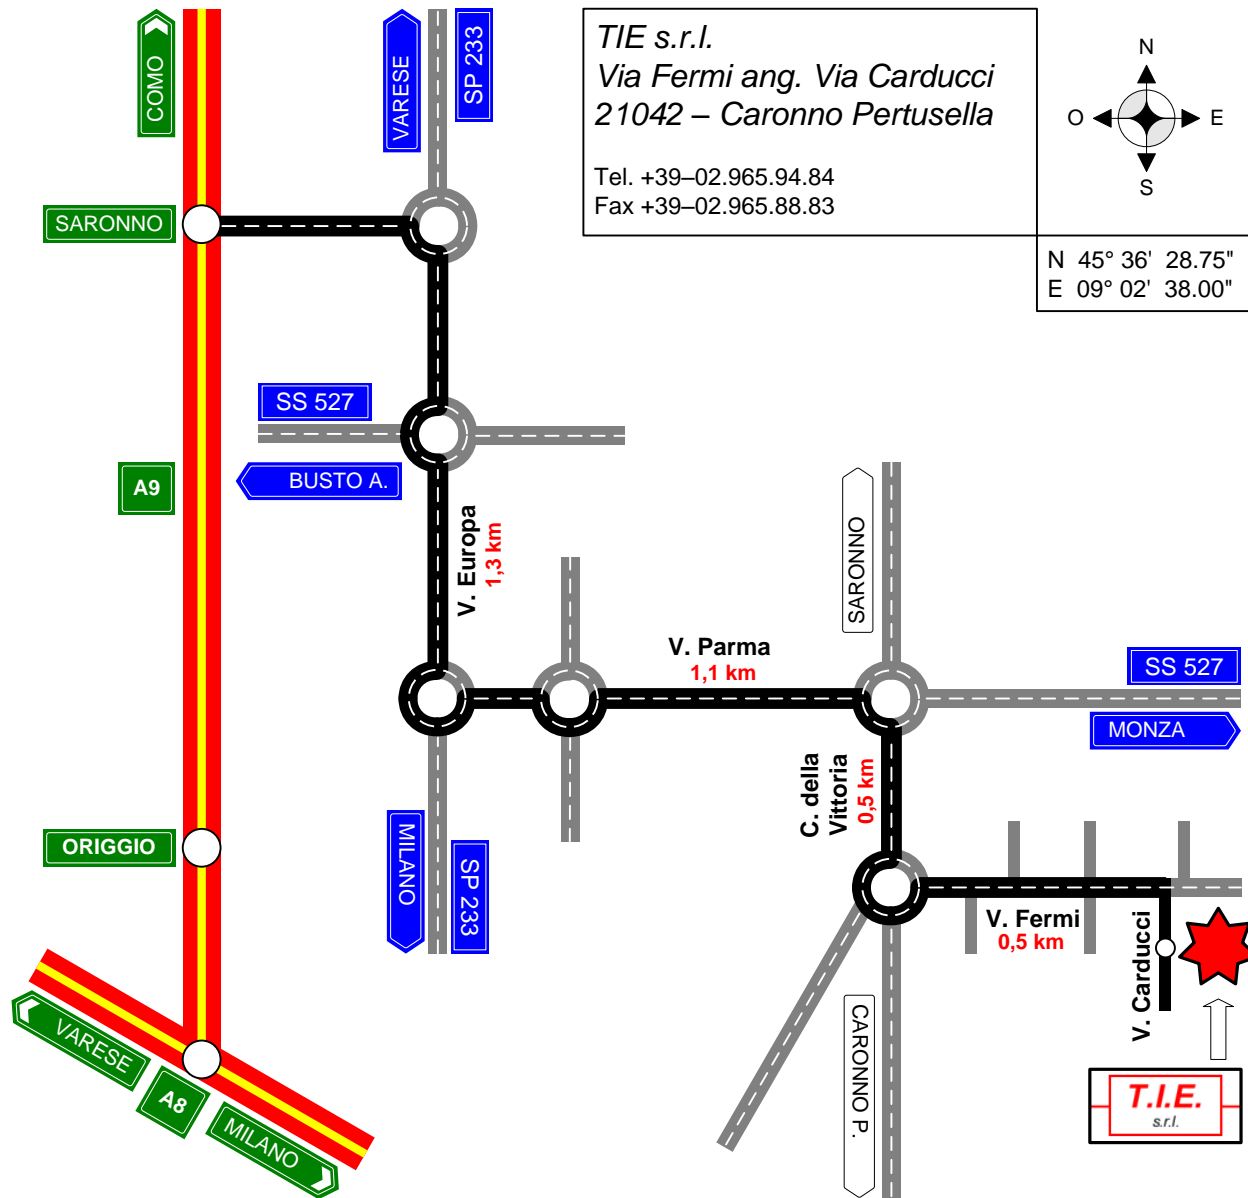 COMO
VARESE
SP 233
TIE s.r.l.
Via Fermi ang. Via Carducci
21042 – Caronno Pertusella
Tel. +39–02.965.94.84
Fax +39–02.965.88.83
N
O
E
S
N 45° 36' 28.75"
E 09° 02' 38.00"
SARONNO
SS 527
BUSTO A.
A9
V. Europa
1,3 km
SARONNO
V. Parma
1,1 km
SS 527
MONZA
C. della
Vittoria
0,5 km
ORIGGIO
MILANO
SP 233
V. Fermi
0,5 km
V. Carducci
CARONNO P.
VARESE
A8
MILANO
T.I.E.
s.r.l.